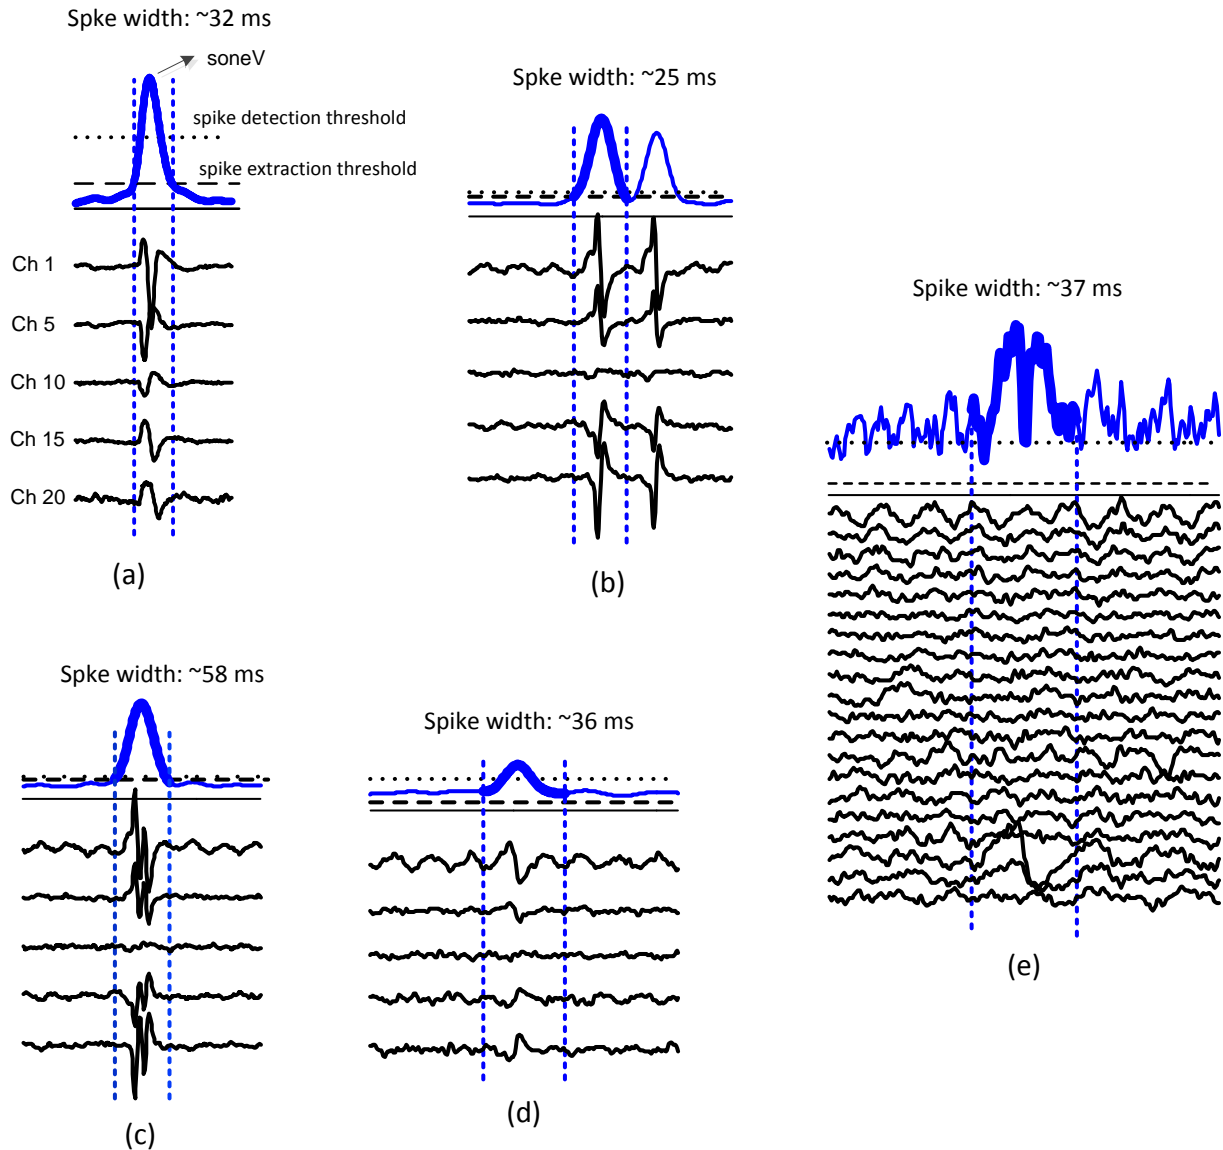 Spke width: ~32 ms
soneV
spike detection threshold
spike extraction threshold
Ch 1
Ch 5
Ch 10
Ch 15
Ch 20
(a)
Spke width: ~25 ms
(b)
Spike width: ~37 ms
(e)
Spke width: ~58 ms
(c)
Spike width: ~36 ms
(d)